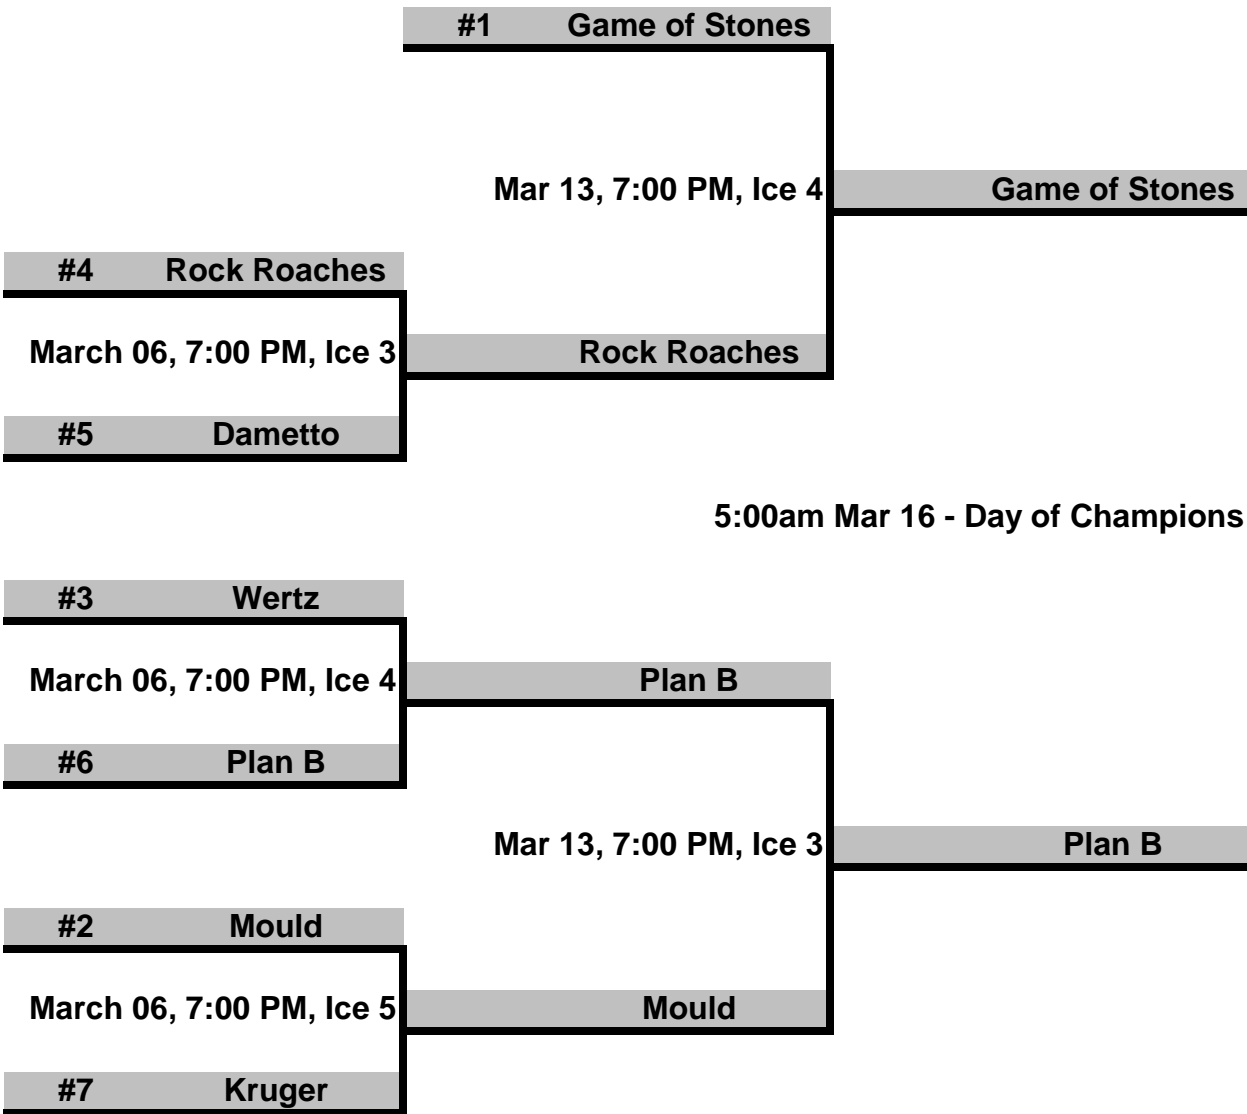 #1 Game of Stones
Mar 13, 7:00 PM, Ice 4 Game of Stones
#4 Rock Roaches
March 06, 7:00 PM, Ice 3 Rock Roaches
#5 Dametto
5:00am Mar 16 - Day of Champions
#3 Wertz
March 06, 7:00 PM, Ice 4 Plan B
#6 Plan B
Mar 13, 7:00 PM, Ice 3 Plan B
#2 Mould
March 06, 7:00 PM, Ice 5 Mould
#7 Kruger